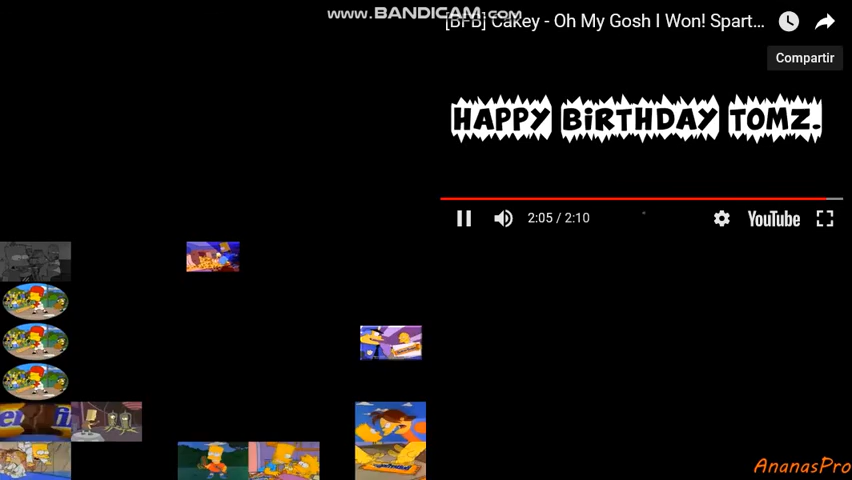 www.BANDICAM.com
[BFB] Cakey - Oh My Gosh I Won! Spart...
Compartir
HAPPY BiRTHDAY TOMZ.
2:05 / 2:10
YouTube
AnanasPro